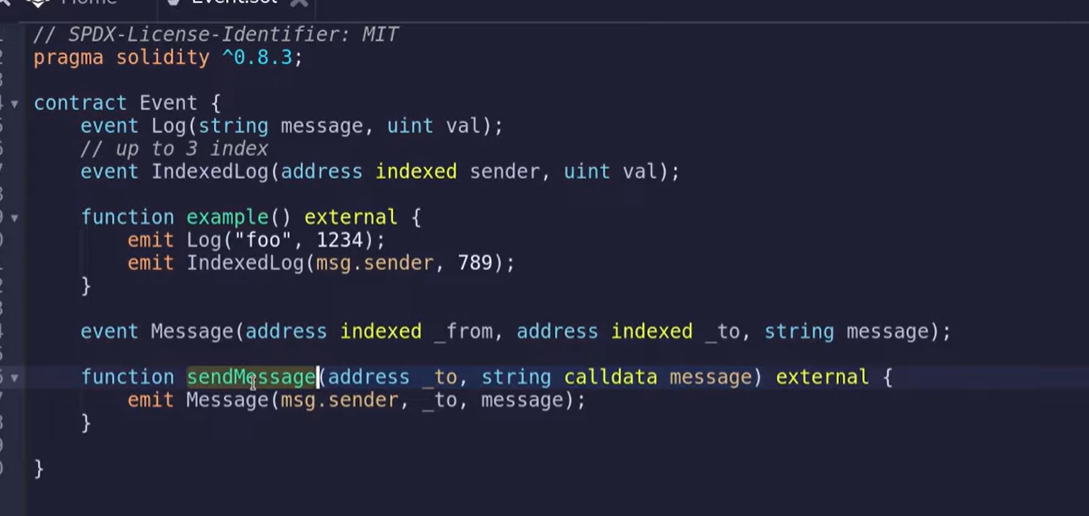 Home Event.sol
// SPDX-License-Identifier: MIT
pragma solidity ^0.8.3;
contract Event {
event Log(string message, uint val);
// up to 3 index
event IndexedLog(address indexed sender, uint val);
function example() external {
emit Log("foo", 1234);
emit IndexedLog(msg.sender, 789);
}
event Message(address indexed _from, address indexed _to, string message);
function sendMessage(address _to, string calldata message) external {
emit Message(msg.sender, _to, message);
}
}